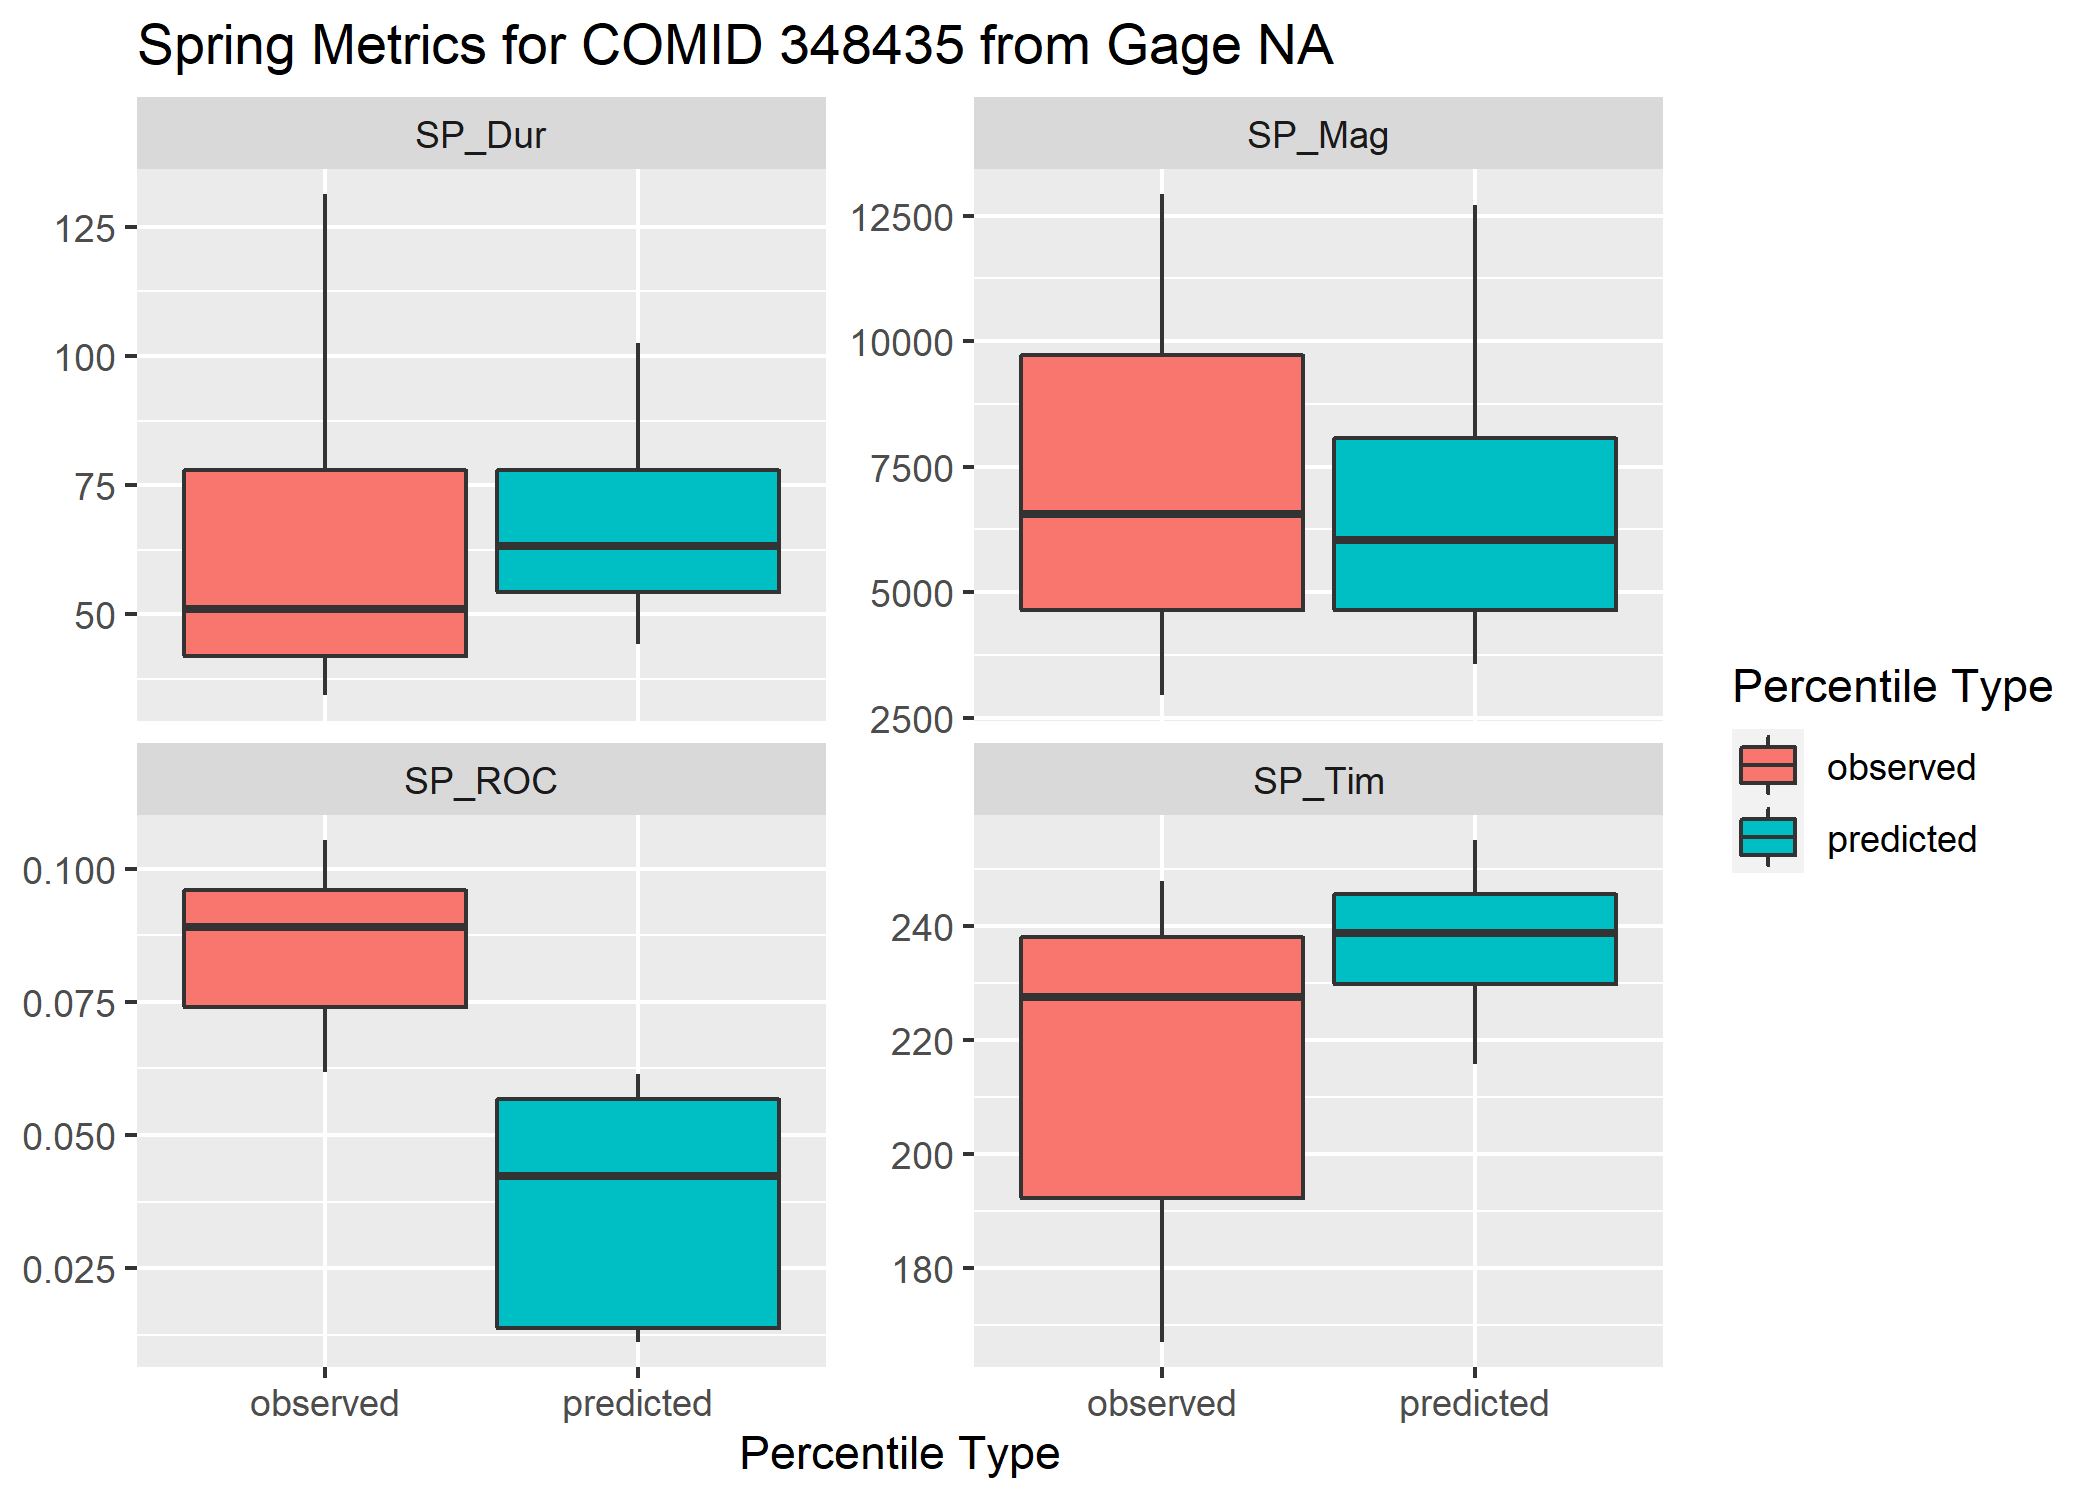 Spring Metrics for COMID 348435 from Gage NA
SP_Dur
SP_Mag
125
100
75
50
12500
10000
7500
5000
2500
SP_ROC
SP_Tim
0.100
0.075
0.050
0.025
240
220
200
180
observed
predicted
observed
predicted
Percentile Type
Percentile Type
observed
predicted